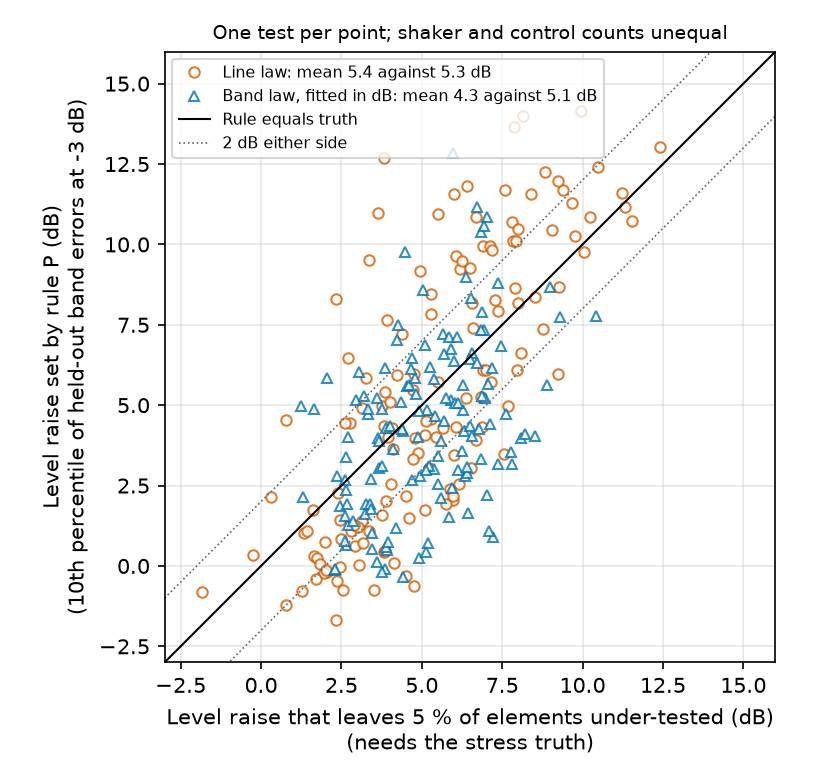 One test per point; shaker and control counts unequal
Line law: mean 5.4 against 5.3 dB
Band law, fitted in dB: mean 4.3 against 5.1 dB
Rule equals truth
2 dB either side
Level raise set by rule P (dB)
(10th percentile of held-out band errors at -3 dB)
15.0
12.5
10.0
7.5
5.0
2.5
0.0
−2.5
−2.5 0.0 2.5 5.0 7.5 10.0 12.5 15.0
Level raise that leaves 5 % of elements under-tested (dB)
(needs the stress truth)